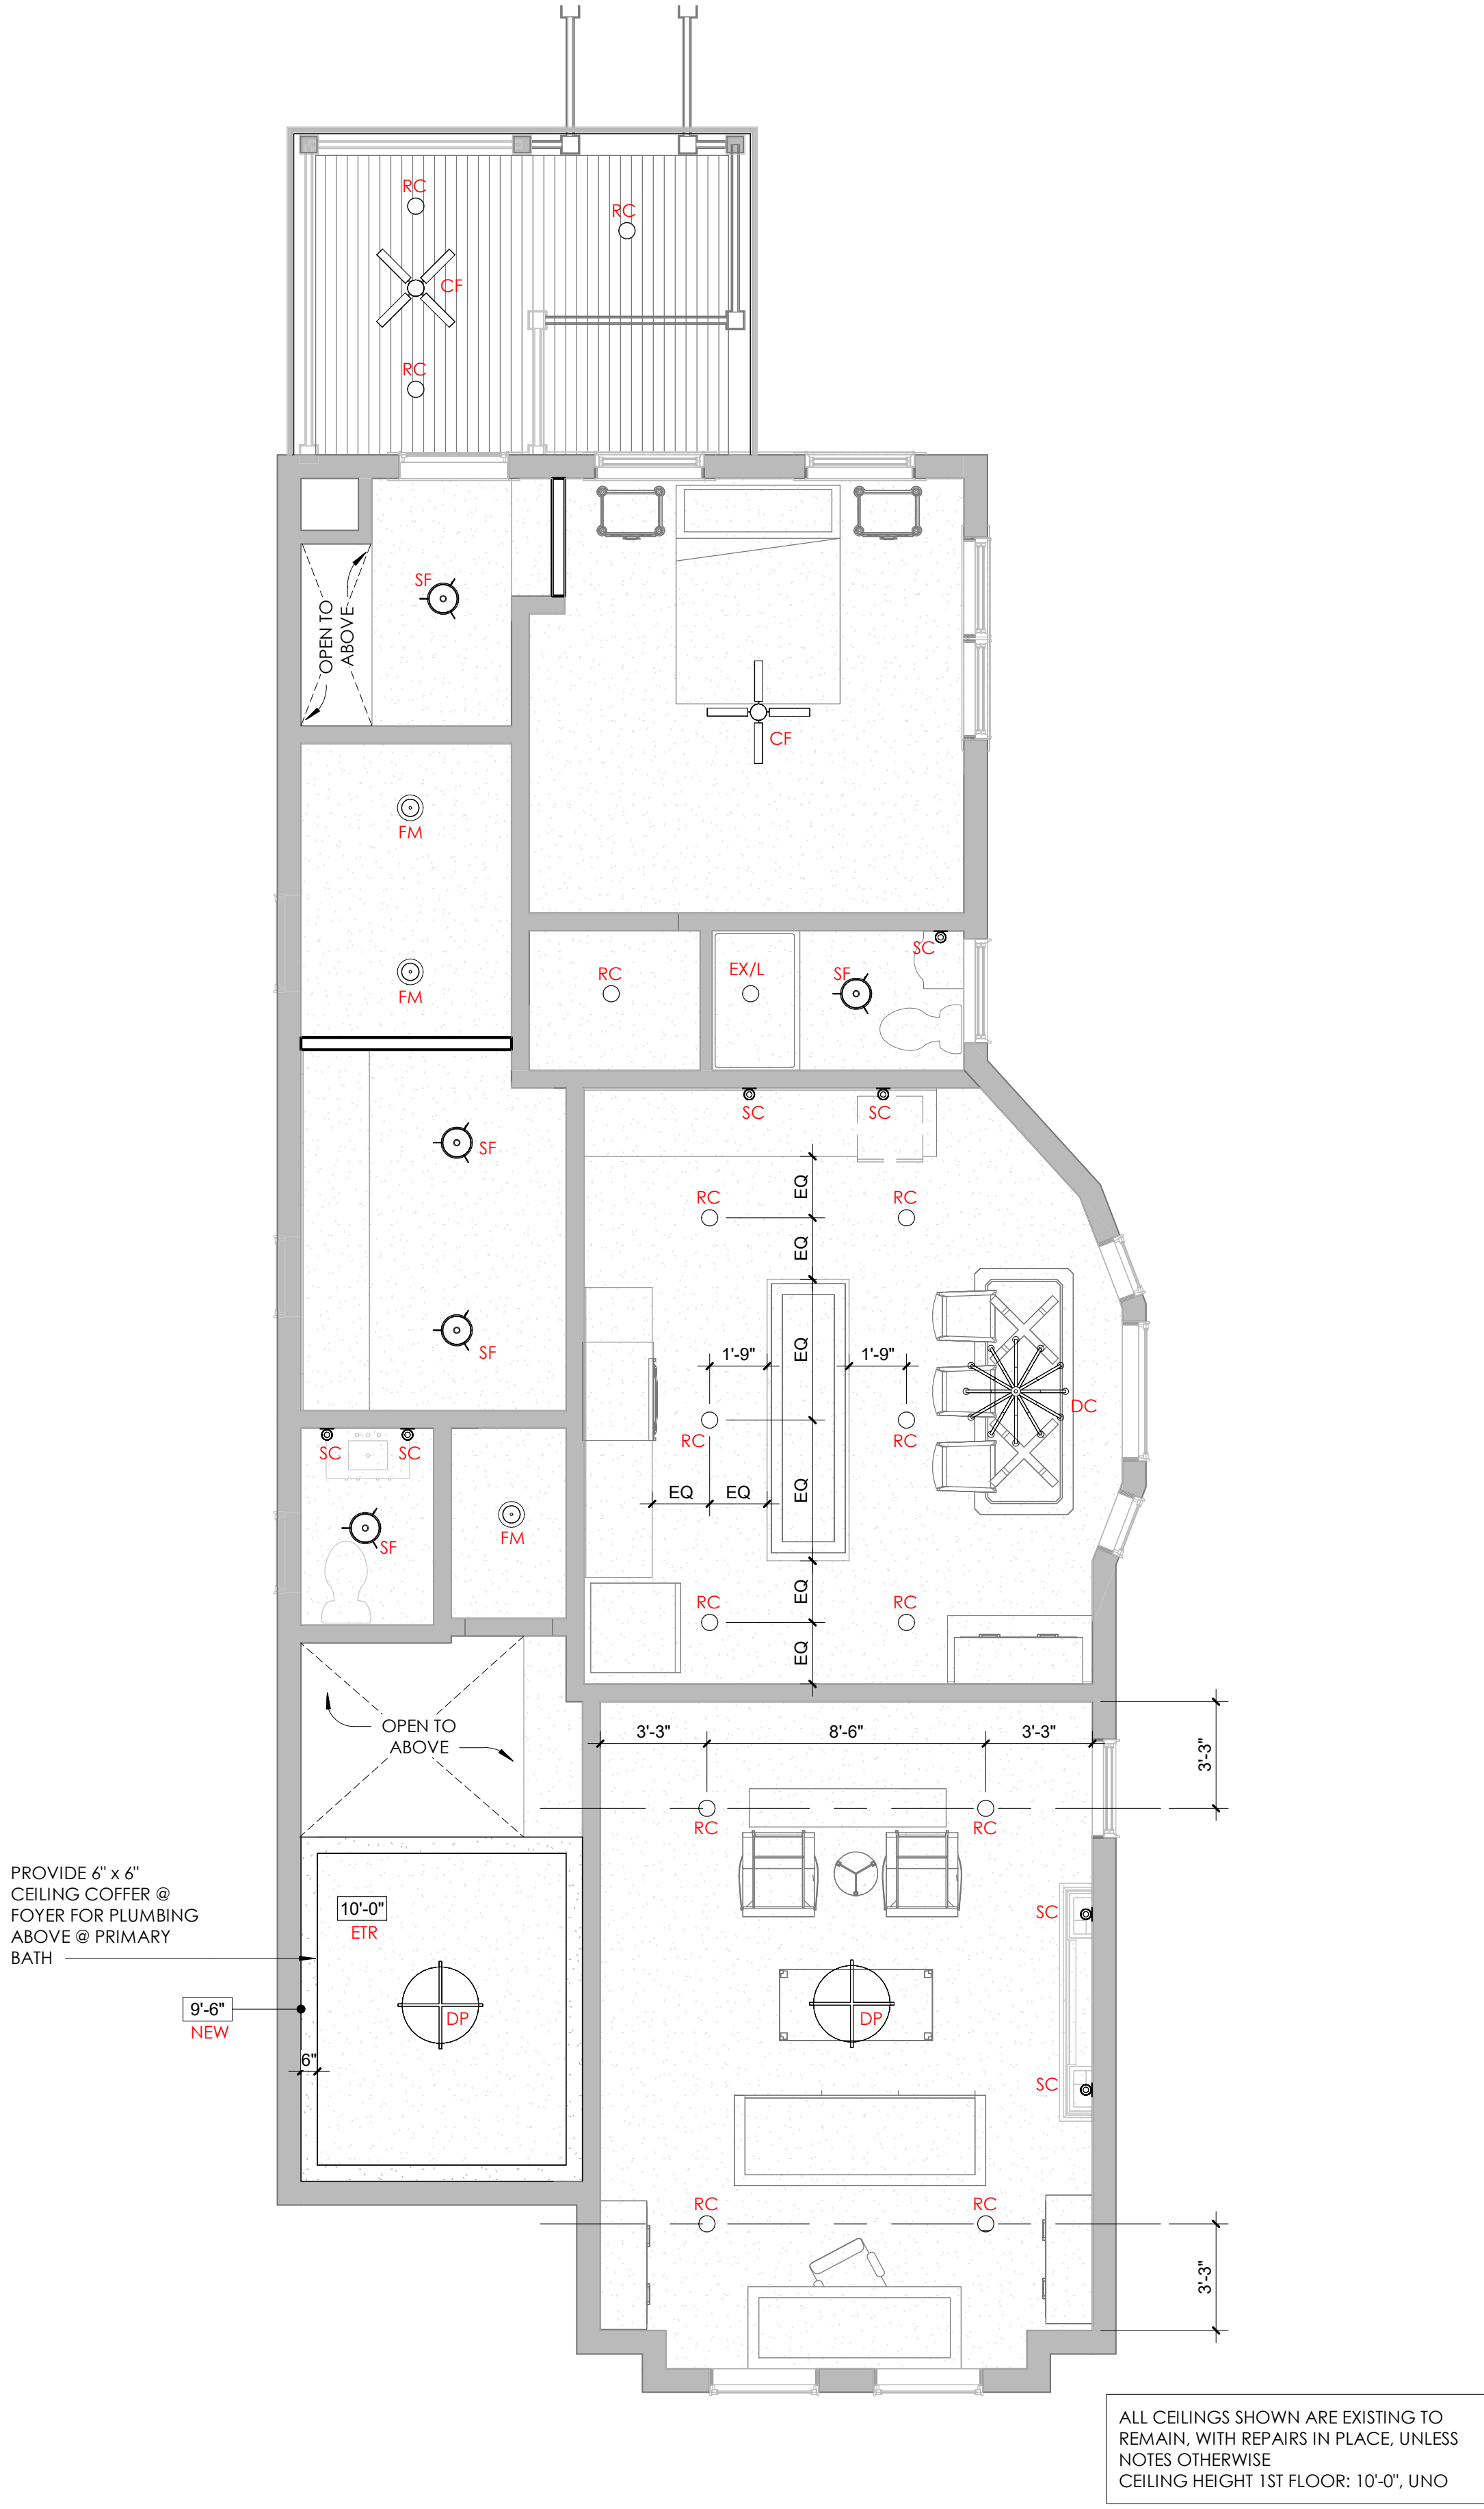 RC
RC
CF
RC
SF
OPEN TO
ABOVE
CF
FM
FM
SC
RC
EX/L
SF
SC
SC
SF
RC
RC
EQ
EQ
SF
1'-9"
EQ
1'-9"
DC
RC
RC
SC
SC
EQ
EQ
EQ
FM
SF
RC
RC
EQ
EQ
OPEN TO
ABOVE
3'-3"
8'-6"
3'-3"
3'-3"
RC
RC
PROVIDE 6" x 6"
CEILING COFFER @
FOYER FOR PLUMBING
ABOVE @ PRIMARY
BATH
10'-0"
ETR
SC
9'-6"
NEW
DP
DP
6"
SC
RC
RC
3'-3"
ALL CEILINGS SHOWN ARE EXISTING TO
REMAIN, WITH REPAIRS IN PLACE, UNLESS
NOTES OTHERWISE
CEILING HEIGHT 1ST FLOOR: 10'-0", UNO